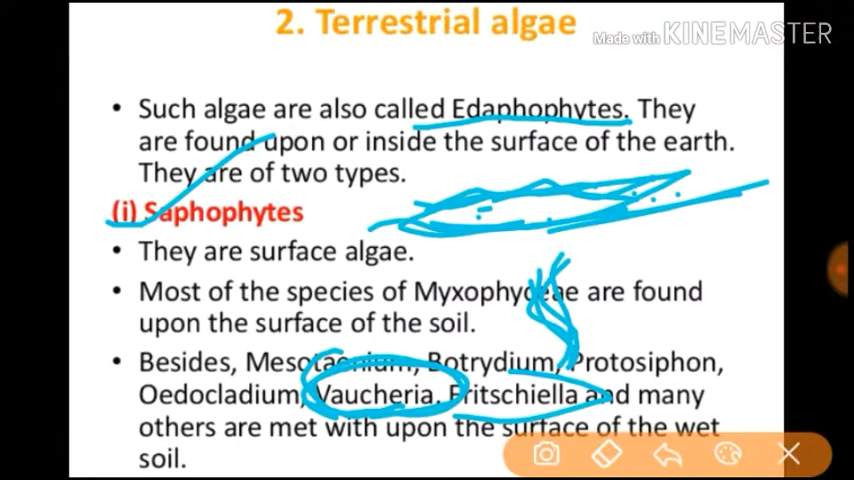 2. Terrestrial algae
Made with KINEMASTER
• Such algae are also called Edaphophytes. They
are found upon or inside the surface of the earth.
They are of two types.
(i) Saphophytes
• They are surface algae.
• Most of the species of Myxophyceae are found
upon the surface of the soil.
• Besides, Mesotaenium, Botrydium, Protosiphon,
Oedocladium, Vaucheria, Fritschiella and many
others are met with upon the surface of the wet
soil.